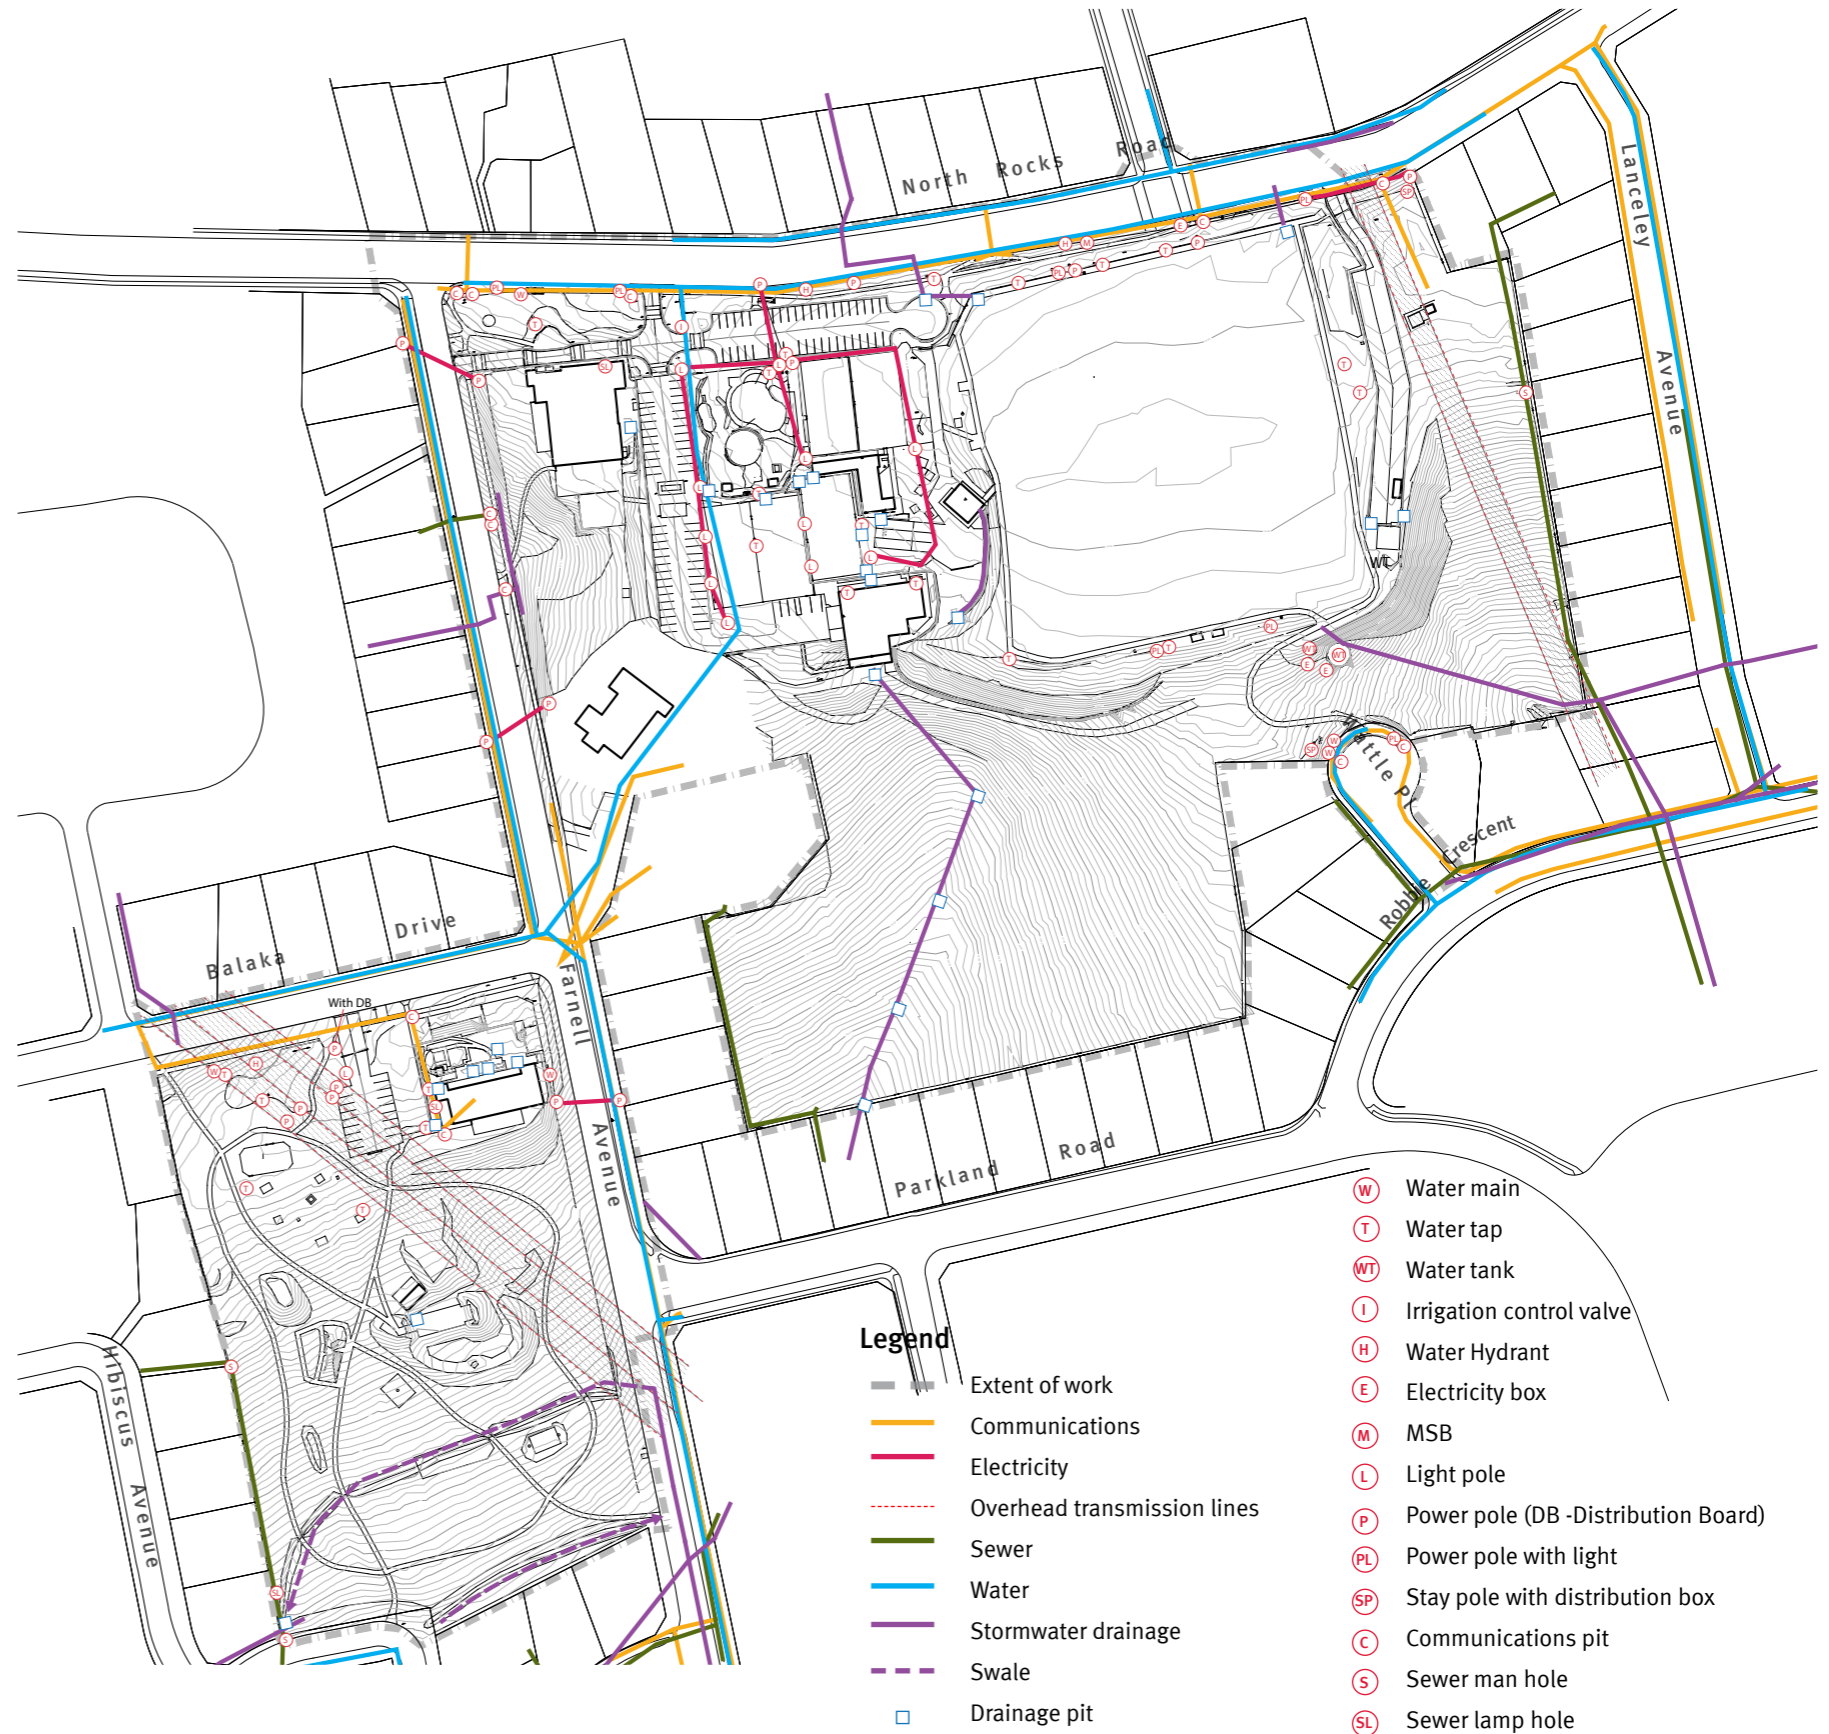 North Rocks Road
Lanceley
Avenue
WT
Wattle Pl
Robbie Crescent
Balaka Drive
With DB
Farnell
Avenue
Parkland Road
Hibiscus
Avenue
Legend
Extent of work
Communications
Electricity
Overhead transmission lines
Sewer
Water
Stormwater drainage
Swale
Drainage pit
W Water main
T Water tap
WT Water tank
I Irrigation control valve
H Water Hydrant
E Electricity box
M MSB
L Light pole
P Power pole (DB -Distribution Board)
PL Power pole with light
SP Stay pole with distribution box
C Communications pit
S Sewer man hole
SL Sewer lamp hole